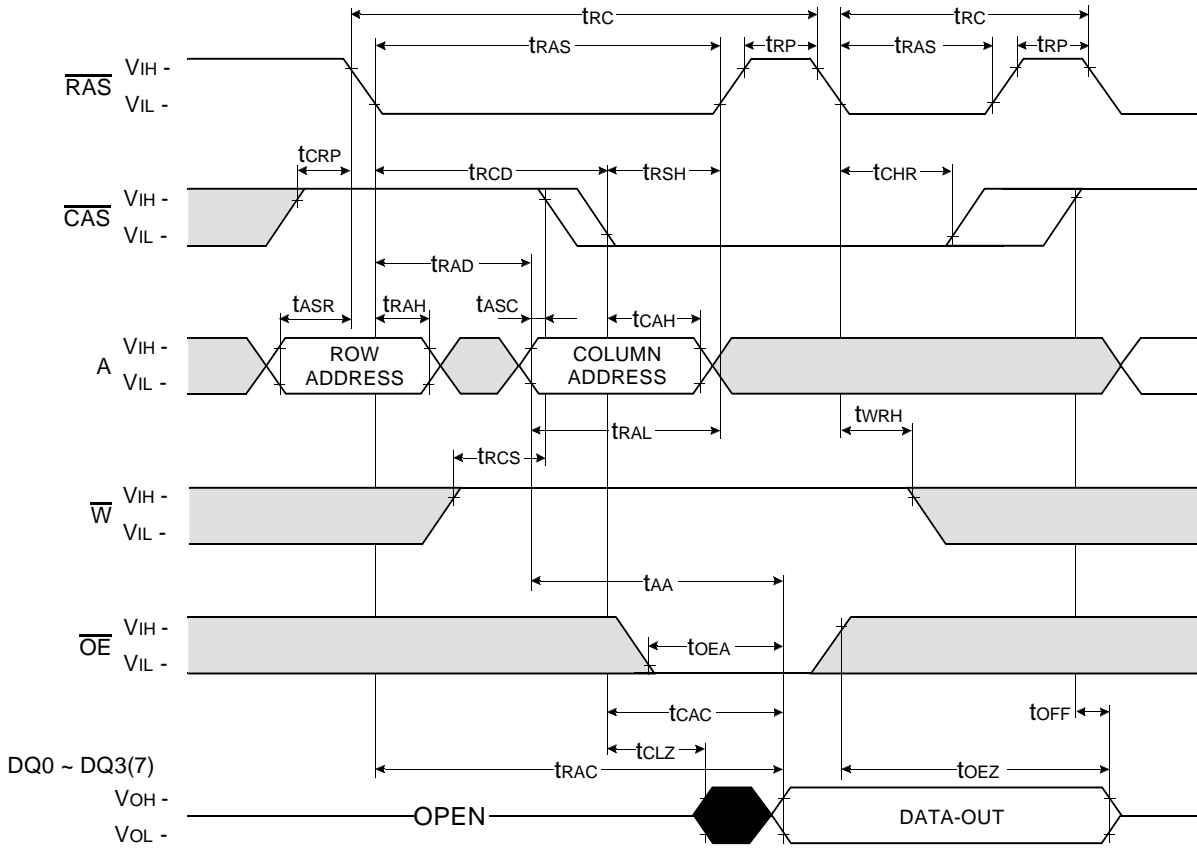 tRC tRC
tRAS tRP tRAS tRP
RAS VIH -
VIL -
tCRP tRCD tRSH tCHR
CAS VIH -
VIL -
tRAD
tASR tRAH tASC tCAH
A VIH -
VIL -
ROW ADDRESS
COLUMN ADDRESS
tRAL tWRH
tRCS
W VIH -
VIL -
tAA
OE VIH -
VIL -
tOEA
tCAC tOFF
tCLZ
DQ0 ~ DQ3(7) tRAC tOEZ
VOH -
VOL -
OPEN DATA-OUT